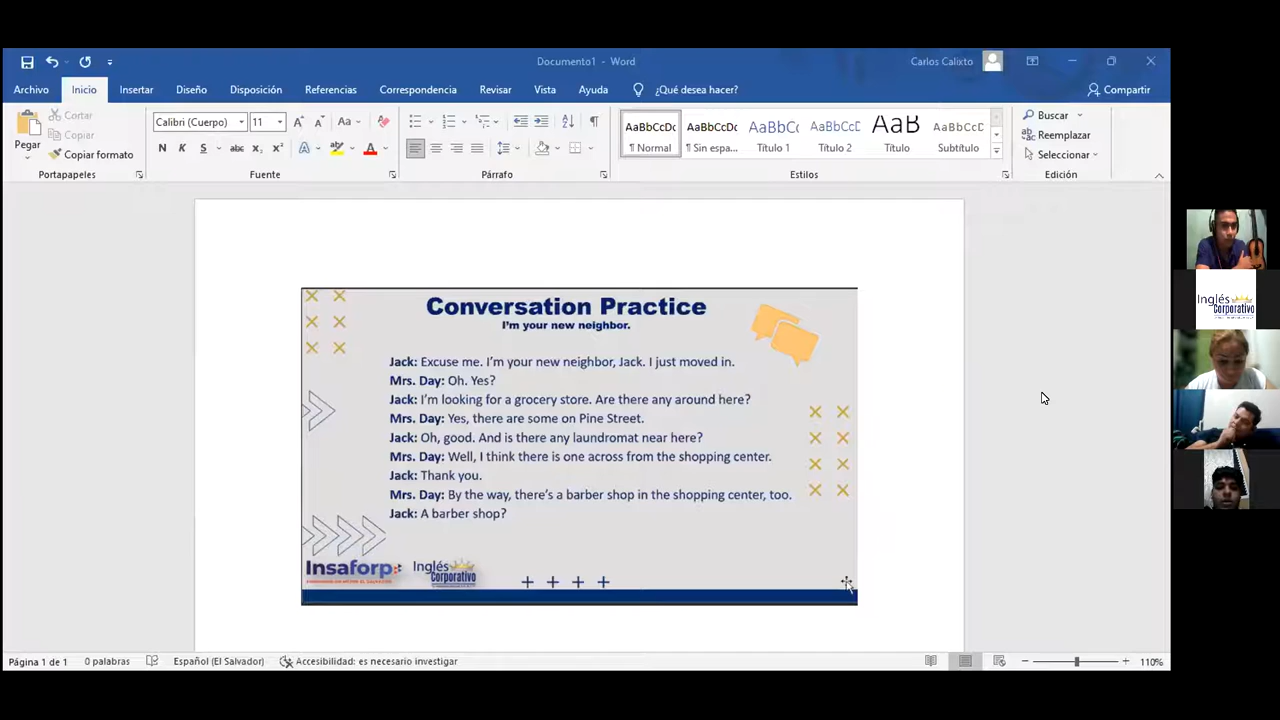 Documento1 - Word
Carlos Calixto
Archivo Inicio Insertar Diseño Disposición Referencias Correspondencia Revisar Vista Ayuda ¿Qué desea hacer? Compartir
Pegar
Cortar
Copiar
Copiar formato
Portapapeles
Calibri (Cuerpo) 11
Aa
N K S abc x₂ x²
A A
Fuente
Párrafo
AaBbCcDc AaBbCcDc AaBbCc AaBbCcD AaB AaBbCcD
¶ Normal ¶ Sin espa... Título 1 Título 2 Título Subtítulo
Estilos
Buscar
Reemplazar
Seleccionar
Edición
Conversation Practice
I'm your new neighbor.
Jack: Excuse me. I'm your new neighbor, Jack. I just moved in.
Mrs. Day: Oh. Yes?
Jack: I'm looking for a grocery store. Are there any around here?
Mrs. Day: Yes, there are some on Pine Street.
Jack: Oh, good. And is there any laundromat near here?
Mrs. Day: Well, I think there is one across from the shopping center.
Jack: Thank you.
Mrs. Day: By the way, there's a barber shop in the shopping center, too.
Jack: A barber shop?
Insaforp
Inglés
Corporativo
Inglés
Corporativo
Página 1 de 1 0 palabras Español (El Salvador) Accesibilidad: es necesario investigar 110%